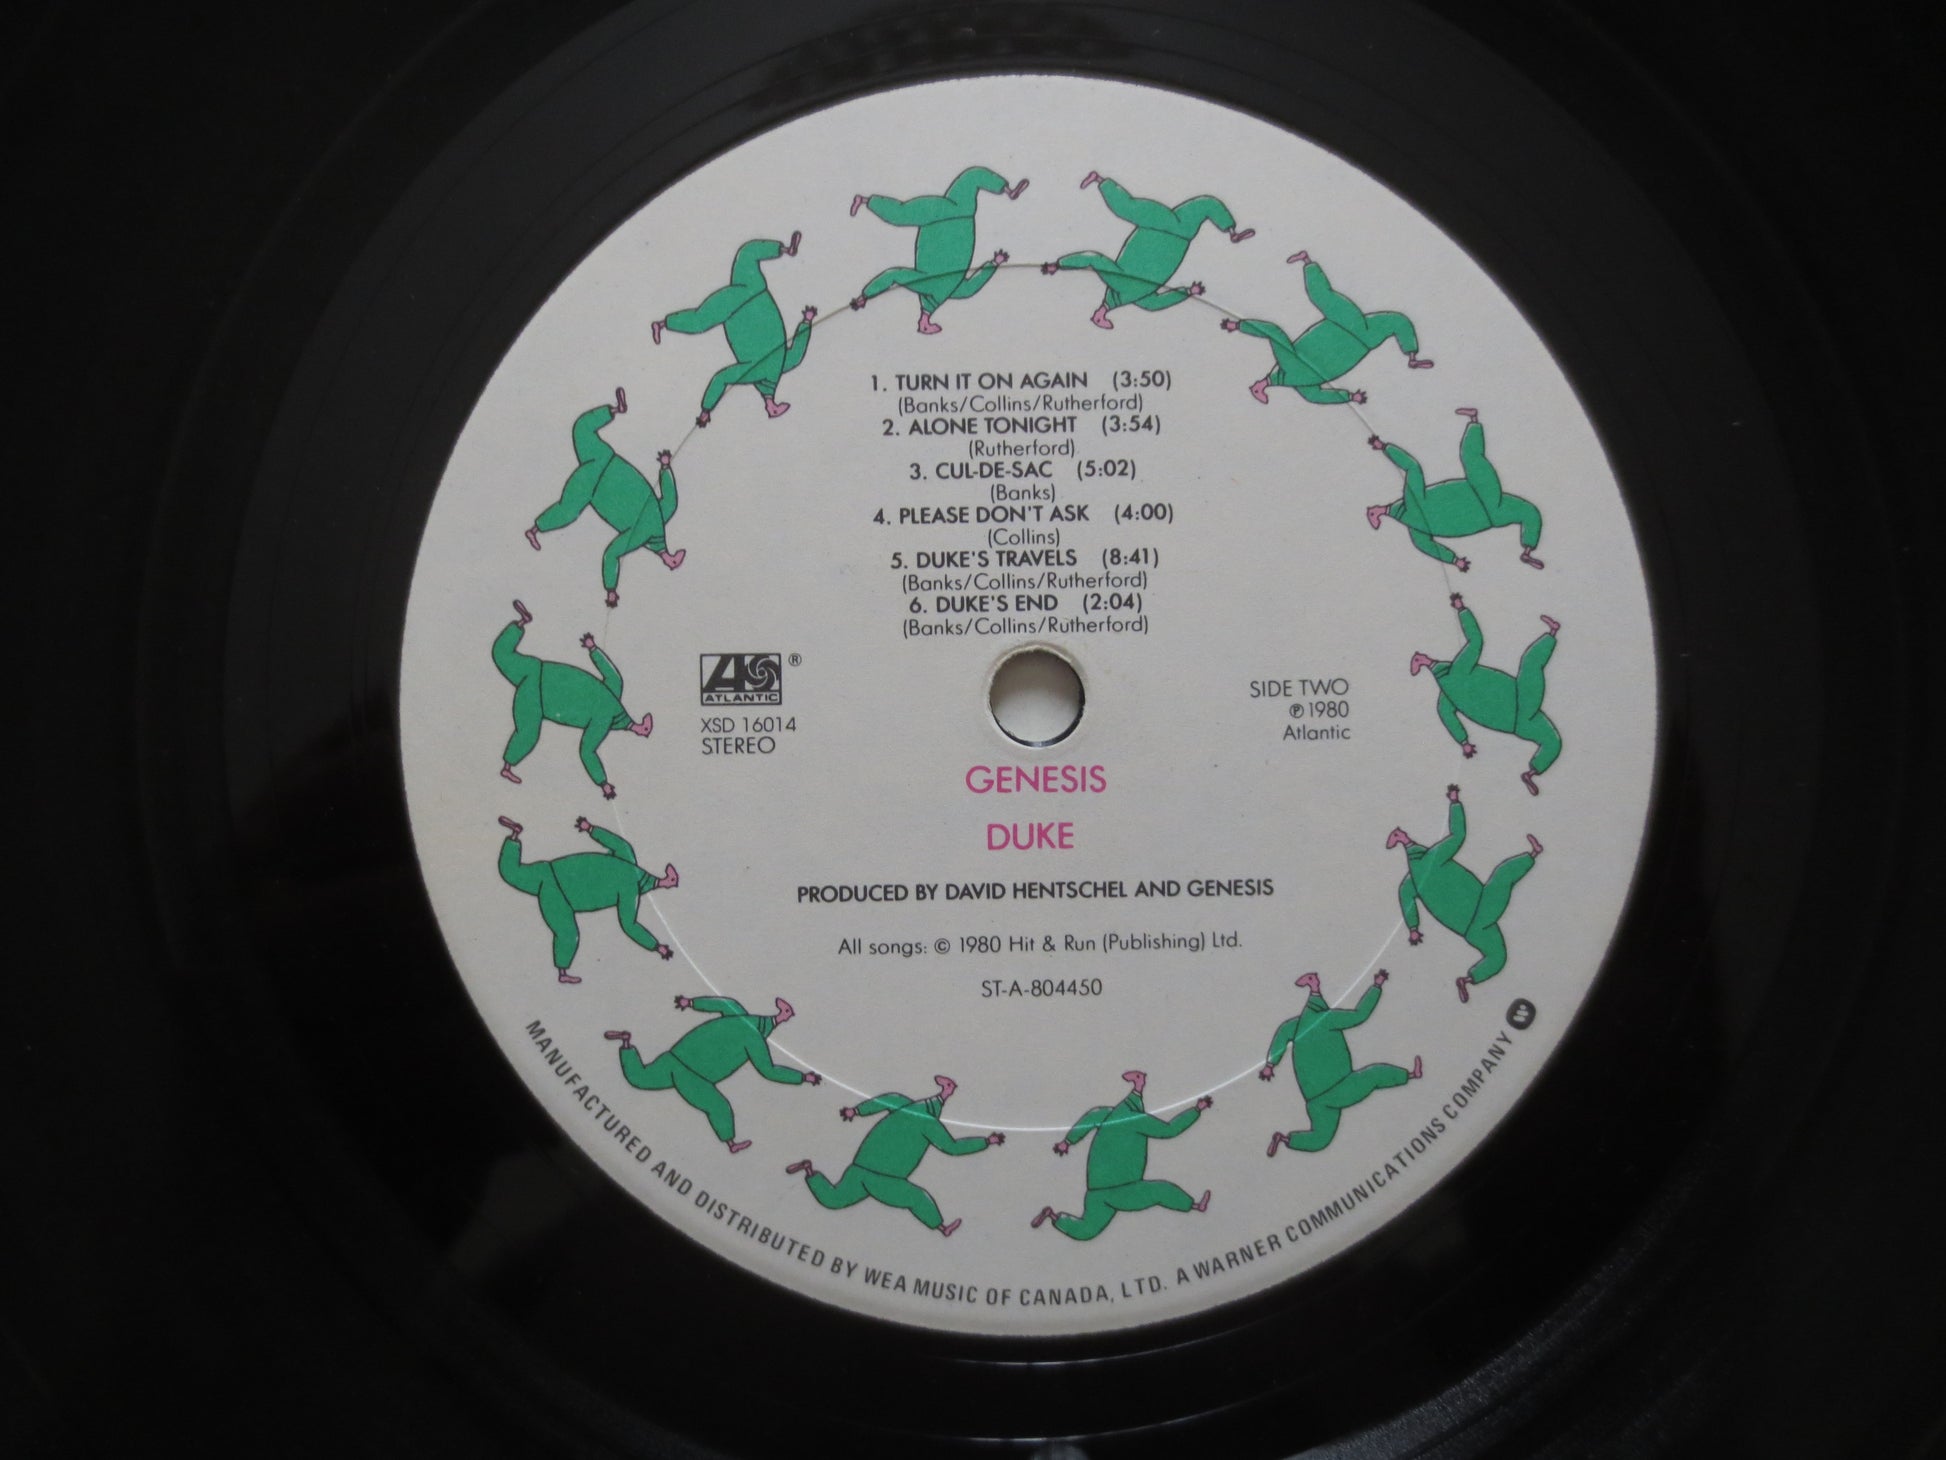 1. TURN IT ON AGAIN (3:50)
(Banks/Collins/Rutherford)
2. ALONE TONIGHT (3:54)
(Rutherford)
3. CUL-DE-SAC (5:02)
(Banks)
4. PLEASE DON'T ASK (4:00)
(Collins)
5. DUKE'S TRAVELS (8:41)
(Banks/Collins/Rutherford)
6. DUKE'S END (2:04)
(Banks/Collins/Rutherford)
A ®
ATLANTIC
XSD 16014
STEREO
SIDE TWO
℗ 1980
Atlantic
GENESIS
DUKE
PRODUCED BY DAVID HENTSCHEL AND GENESIS
All songs: © 1980 Hit & Run (Publishing) Ltd.
ST-A-804450
MANUFACTURED AND DISTRIBUTED BY WEA MUSIC OF CANADA, LTD. A WARNER COMMUNICATIONS COMPANY W